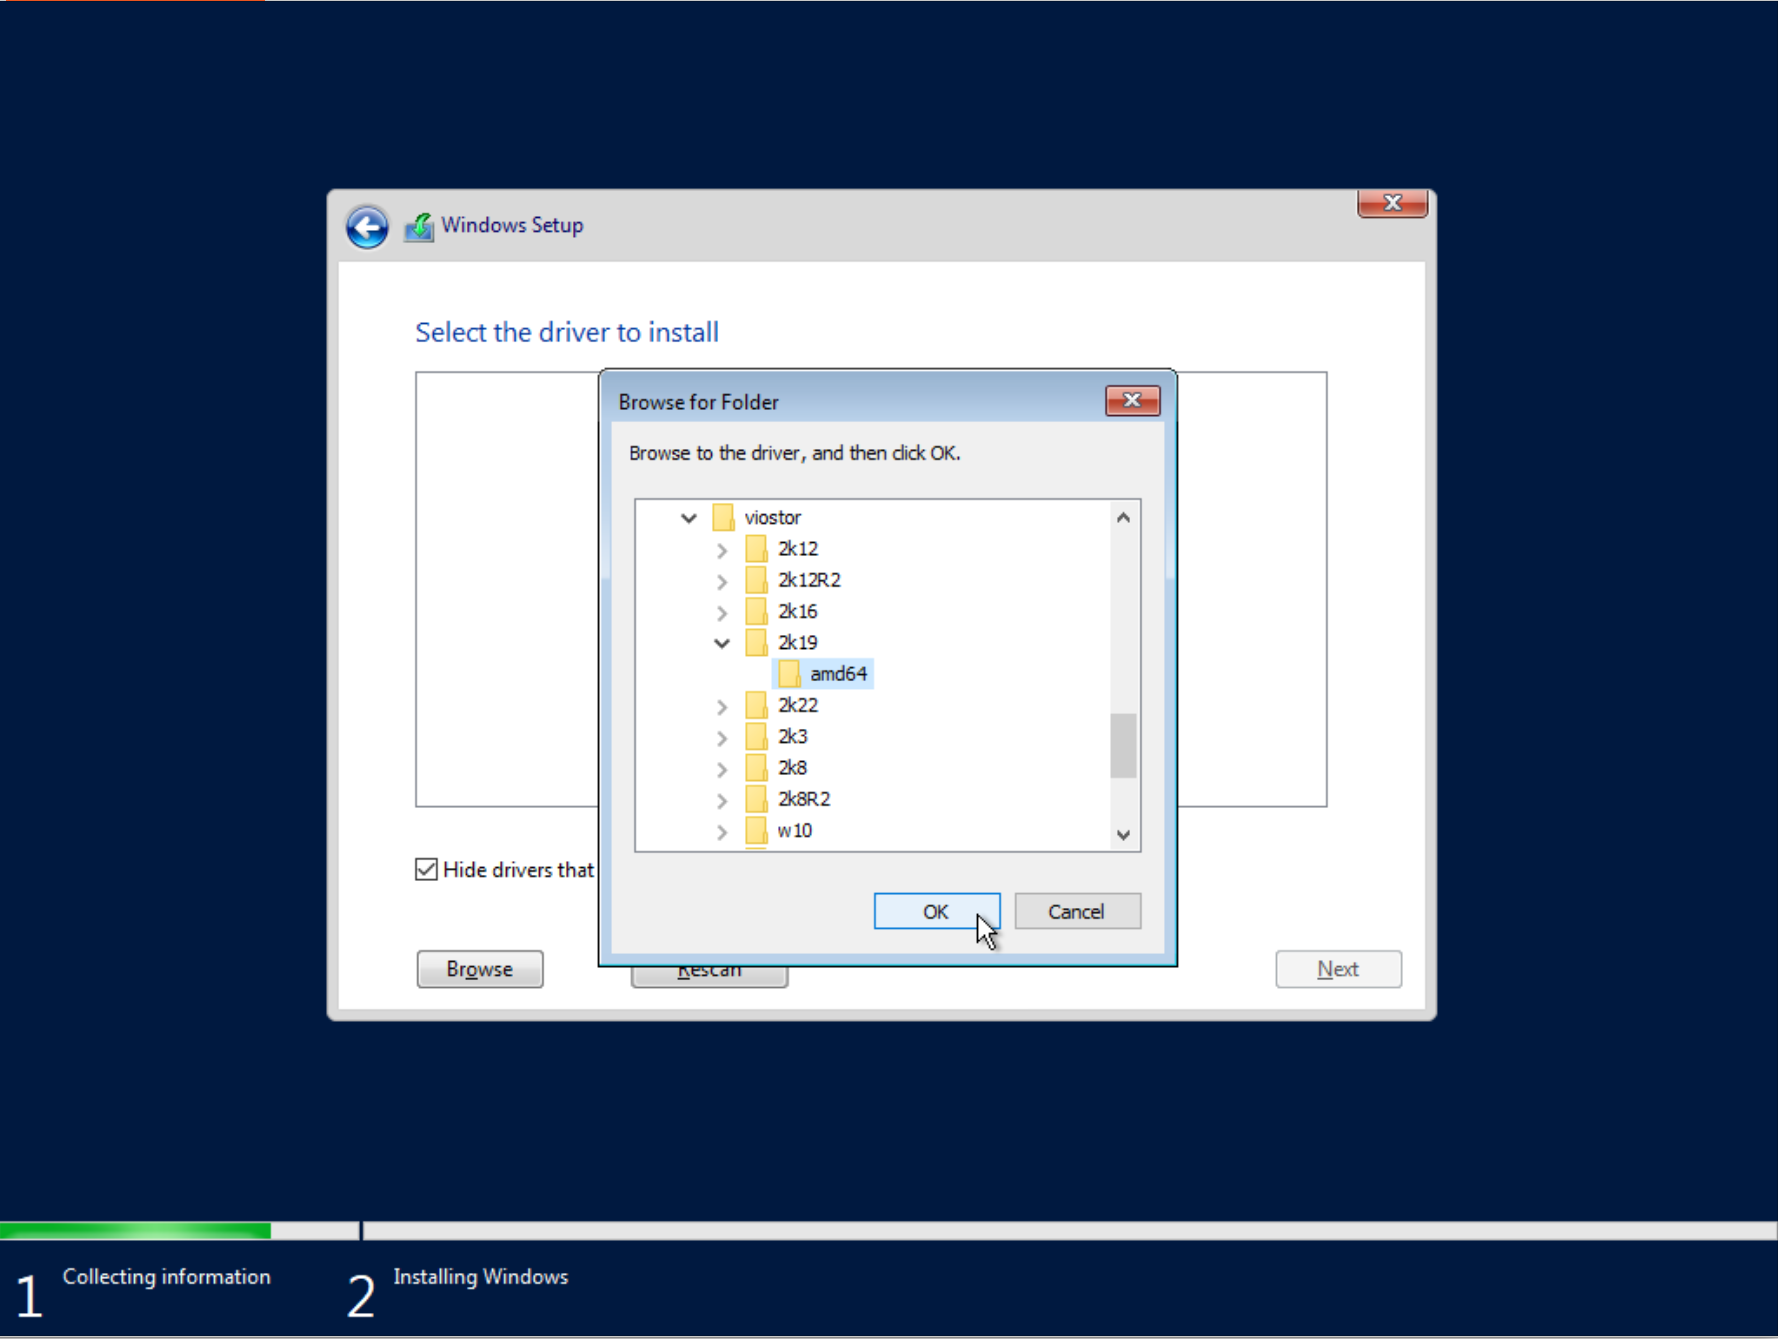 Windows Setup
Select the driver to install
Browse for Folder
Browse to the driver, and then click OK.
viostor
2k12
2k12R2
2k16
2k19
amd64
2k22
2k3
2k8
2k8R2
w10
Hide drivers that
OK
Cancel
Browse
Rescan
Next
1 Collecting information
2 Installing Windows